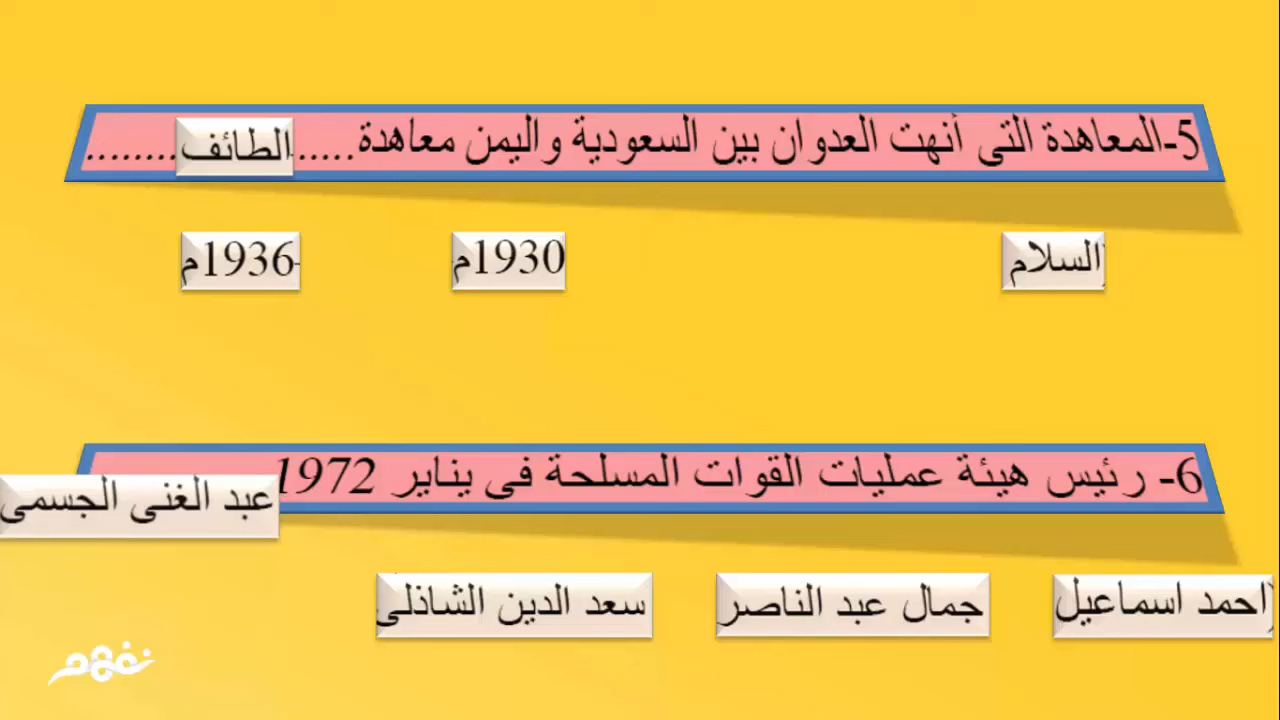 5-المعاهدة التى أنهت العدوان بين السعودية واليمن معاهدة.....الطائف........
(السلام 1930م -1936م
6- رئيس هيئة عمليات القوات المسلحة فى يناير 1972 عبد الغنى الجسمى
(احمد اسماعيل جمال عبد الناصر سعد الدين الشاذلى
نفهم